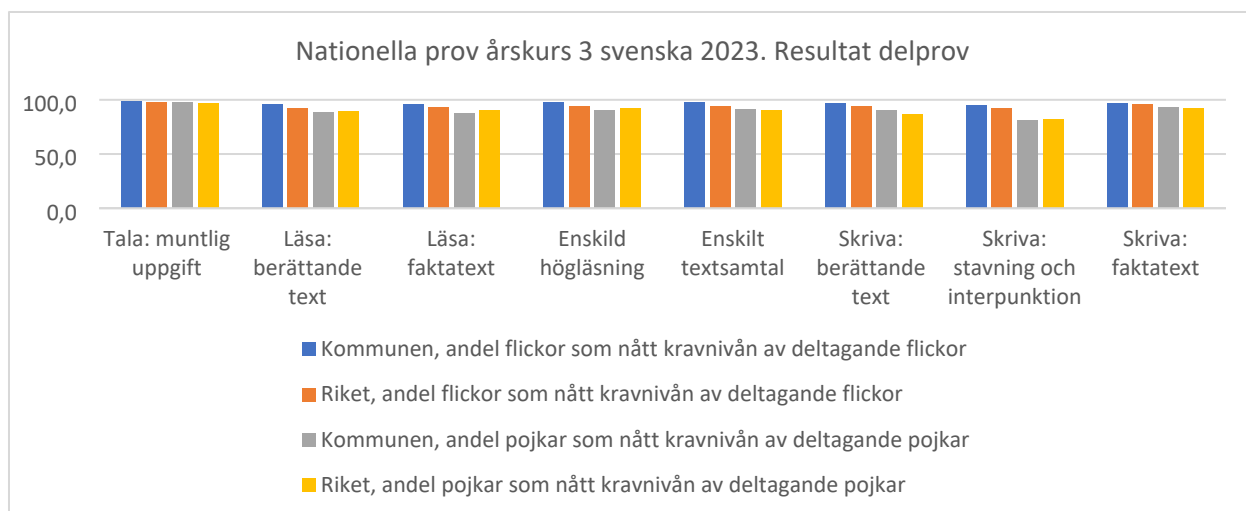 Nationella prov årskurs 3 svenska 2023. Resultat delprov
100,0
50,0
0,0
Tala: muntlig
uppgift
Läsa:
berättande
text
Läsa:
faktatext
Enskild
högläsning
Enskilt
textsamtal
Skriva:
berättande
text
Skriva:
stavning och
interpunktion
Skriva:
faktatext
Kommunen, andel flickor som nått kravnivån av deltagande flickor
Riket, andel flickor som nått kravnivån av deltagande flickor
Kommunen, andel pojkar som nått kravnivån av deltagande pojkar
Riket, andel pojkar som nått kravnivån av deltagande pojkar